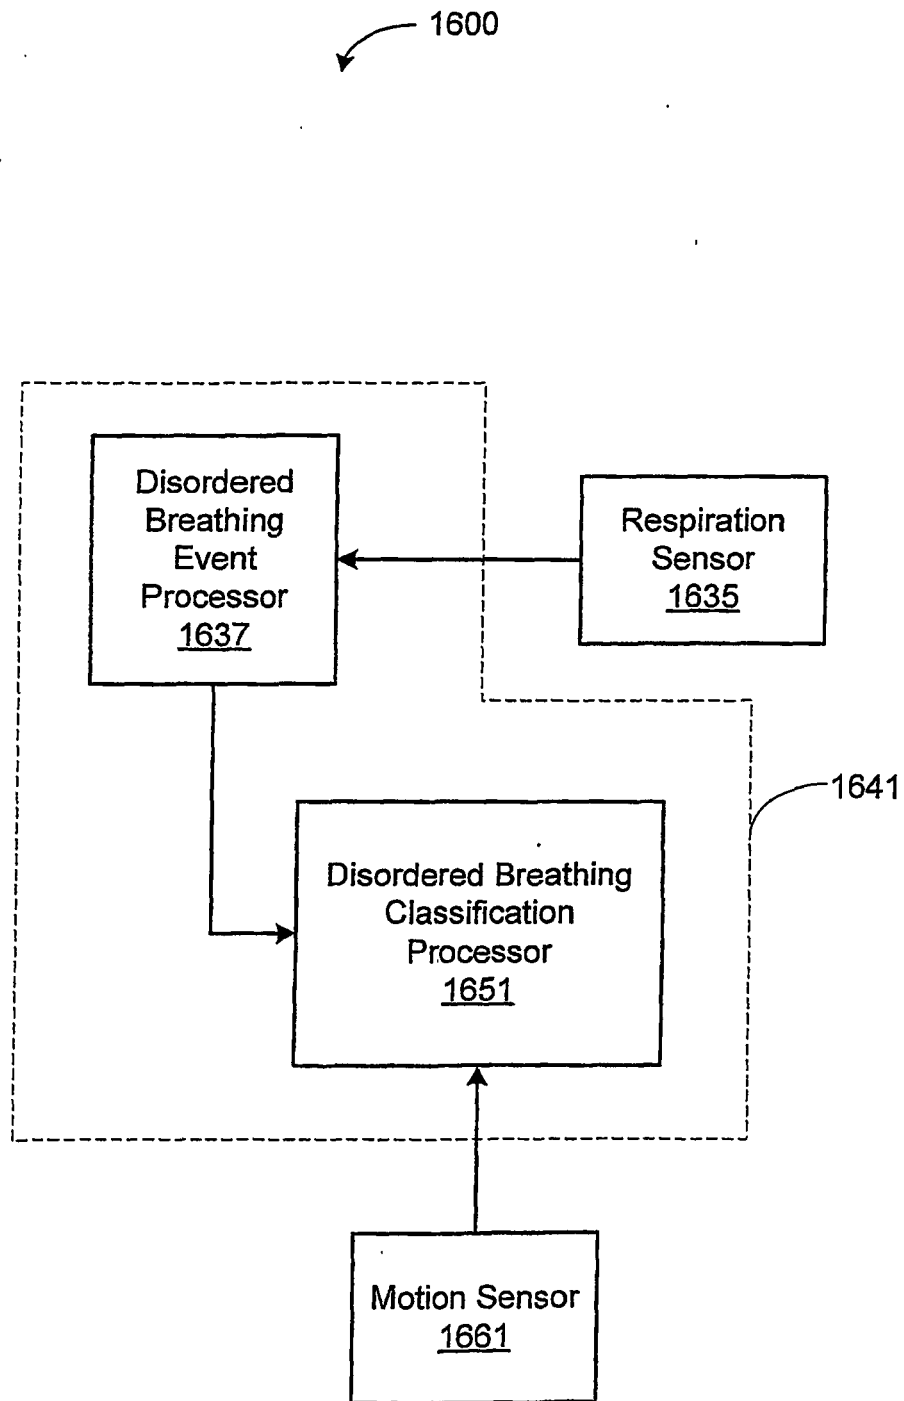 1600
Disordered
Breathing
Event
Processor
1637
Respiration
Sensor
1635
1641
Disordered Breathing
Classification
Processor
1651
Motion Sensor
1661